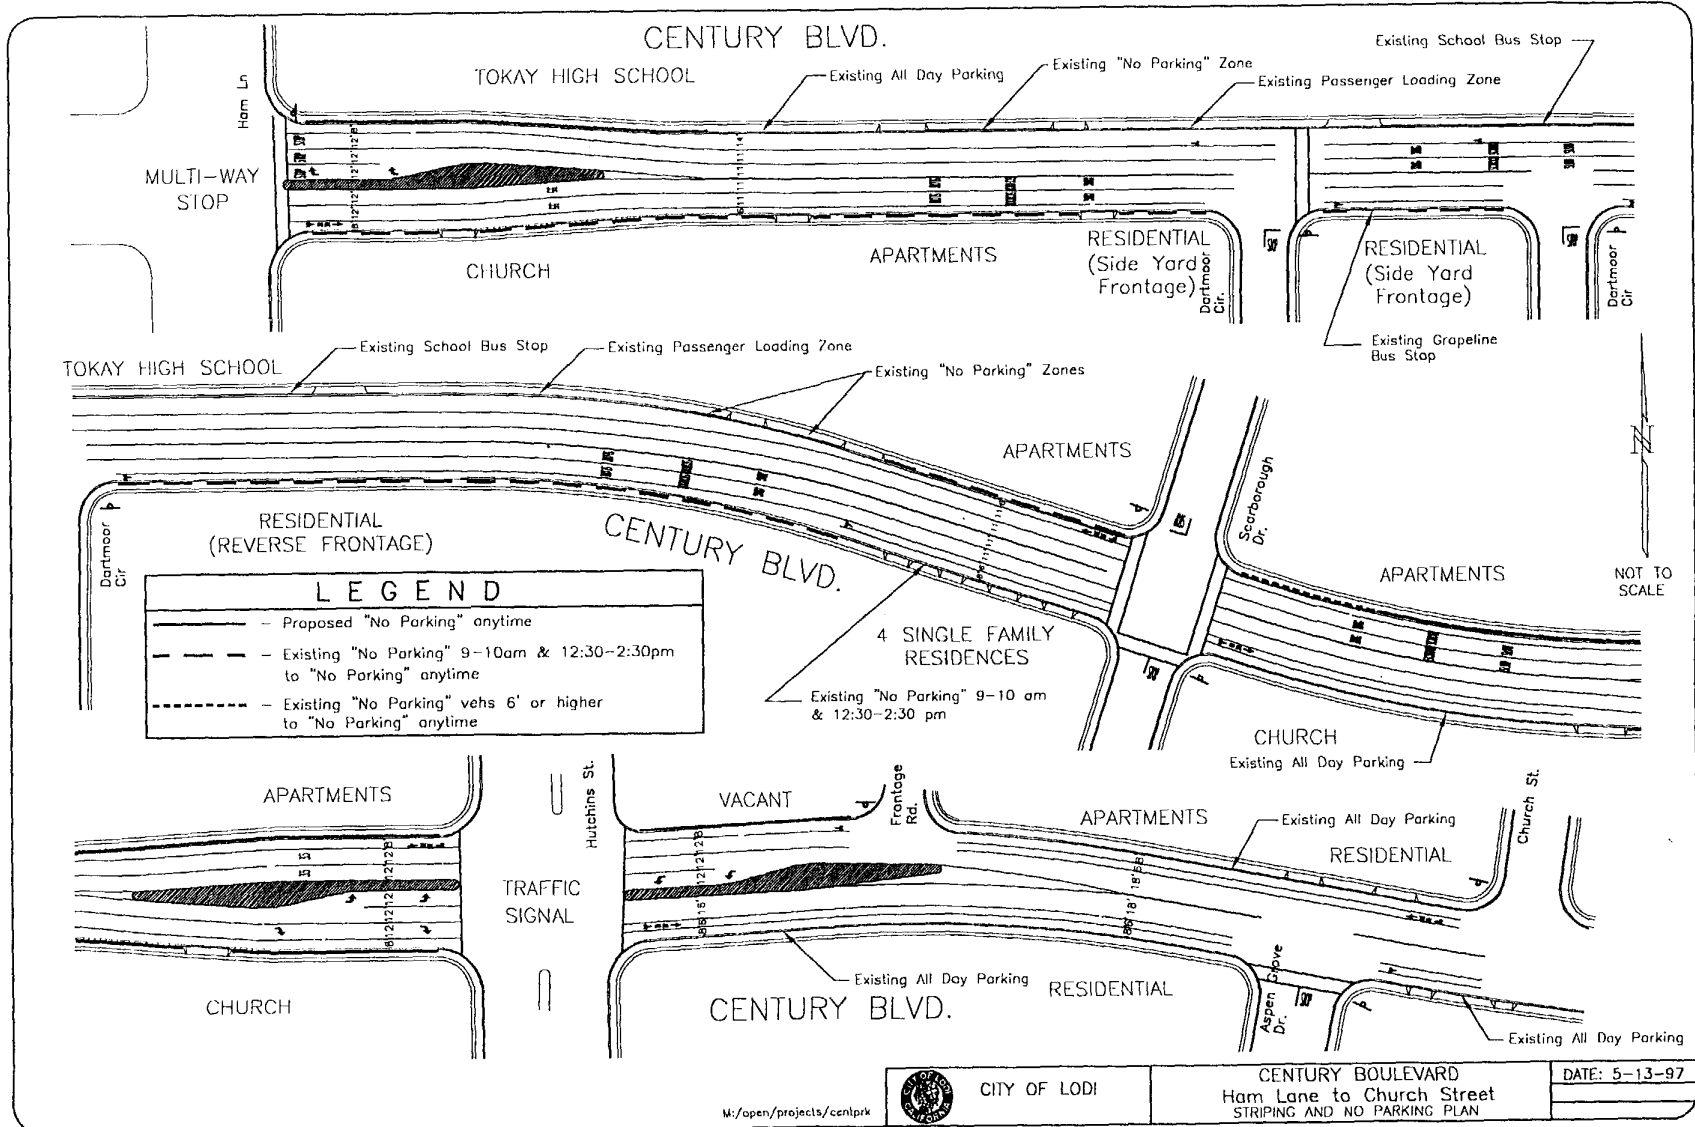 CENTURY BLVD.
TOKAY HIGH SCHOOL
Existing All Day Parking
Existing "No Parking" Zone
Existing Passenger Loading Zone
Existing School Bus Stop
Ham Ln
MULTI-WAY
STOP
CHURCH
APARTMENTS
RESIDENTIAL
(Side Yard
Frontage)
Dartmoor
Cir.
RESIDENTIAL
(Side Yard
Frontage)
Dartmoor
Cir
Existing Grapeline
Bus Stop
TOKAY HIGH SCHOOL
Existing School Bus Stop
Existing Passenger Loading Zone
Existing "No Parking" Zones
APARTMENTS
Scarborough
Dr.
N
NOT TO
SCALE
Dartmoor
Cir
RESIDENTIAL
(REVERSE FRONTAGE)
CENTURY BLVD.
APARTMENTS
4 SINGLE FAMILY
RESIDENCES
Existing "No Parking" 9-10 am
& 12:30-2:30 pm
CHURCH
Existing All Day Parking
LEGEND
- Proposed "No Parking" anytime
- Existing "No Parking" 9-10am & 12:30-2:30pm
to "No Parking" anytime
- Existing "No Parking" vehs 6' or higher
to "No Parking" anytime
APARTMENTS
Hutchins St.
VACANT
Frontage
Rd.
APARTMENTS
Existing All Day Parking
RESIDENTIAL
Church St.
TRAFFIC
SIGNAL
CHURCH
Existing All Day Parking
CENTURY BLVD.
RESIDENTIAL
Aspen Grove
Dr.
Existing All Day Parking
M:/open/projects/centprk
CITY OF LODI
CALIFORNIA
CITY OF LODI
CENTURY BOULEVARD
Ham Lane to Church Street
STRIPING AND NO PARKING PLAN
DATE: 5-13-97